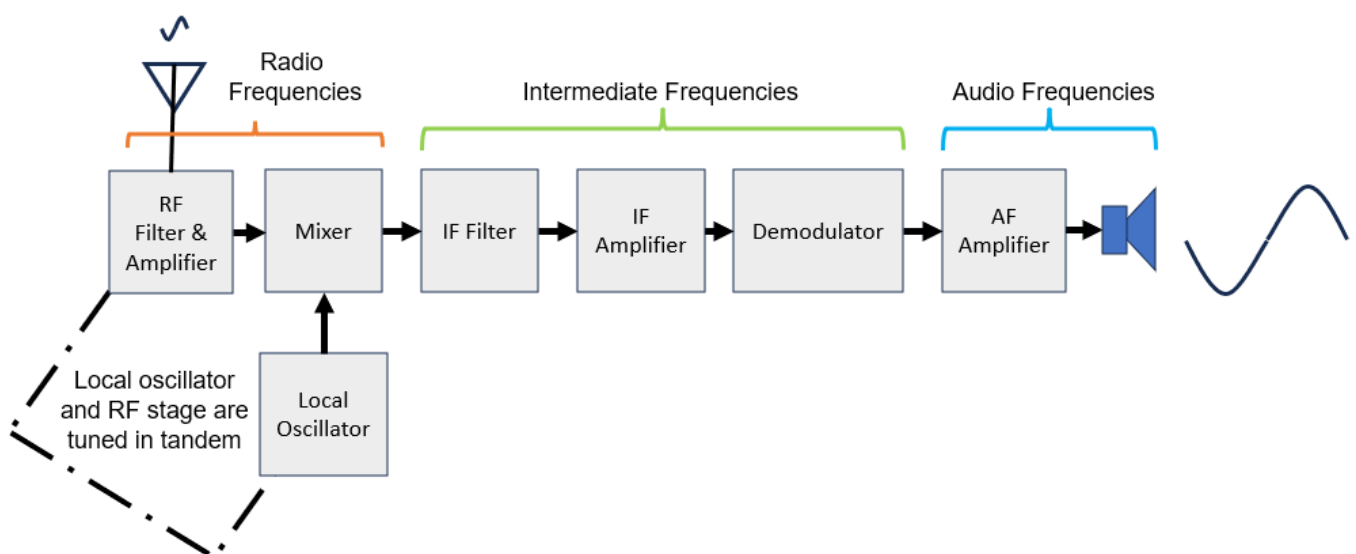 Radio
Frequencies
Intermediate Frequencies
Audio Frequencies
RF
Filter &
Amplifier
Mixer
IF Filter
IF
Amplifier
Demodulator
AF
Amplifier
Local oscillator
and RF stage are
tuned in tandem
Local
Oscillator